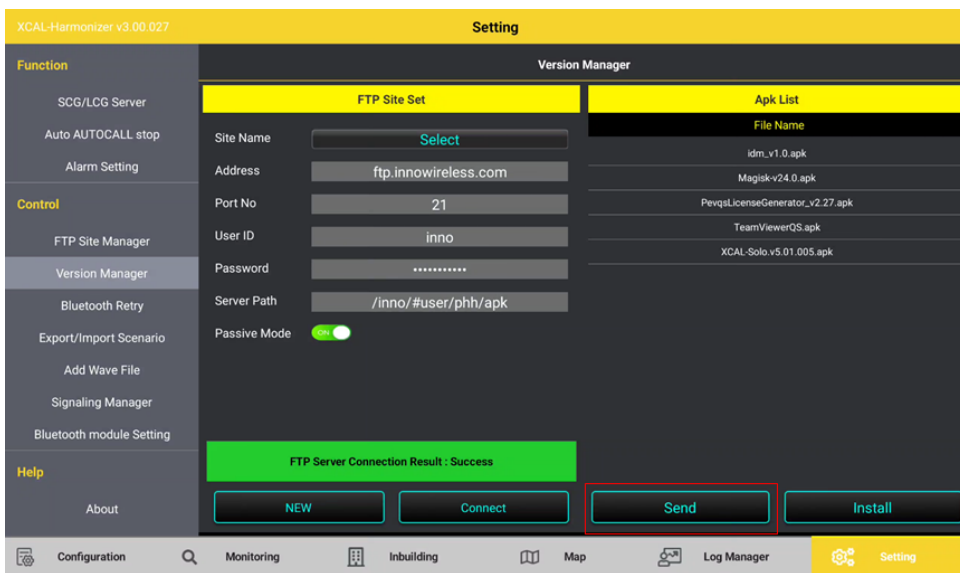 XCAL-Harmonizer v3.00.027
Setting
Function
SCG/LCG Server
Auto AUTOCALL stop
Alarm Setting
Control
FTP Site Manager
Version Manager
Bluetooth Retry
Export/Import Scenario
Add Wave File
Signaling Manager
Bluetooth module Setting
Help
About
Version Manager
FTP Site Set
Site Name Select
Address ftp.innowireless.com
Port No 21
User ID inno
Password •••••••••••
Server Path /inno/#user/phh/apk
Passive Mode ON
FTP Server Connection Result : Success
NEW Connect
Apk List
File Name
idm_v1.0.apk
Magisk-v24.0.apk
PevqsLicenseGenerator_v2.27.apk
TeamViewerQS.apk
XCAL-Solo.v5.01.005.apk
Send Install
Configuration Monitoring Inbuilding Map Log Manager Setting